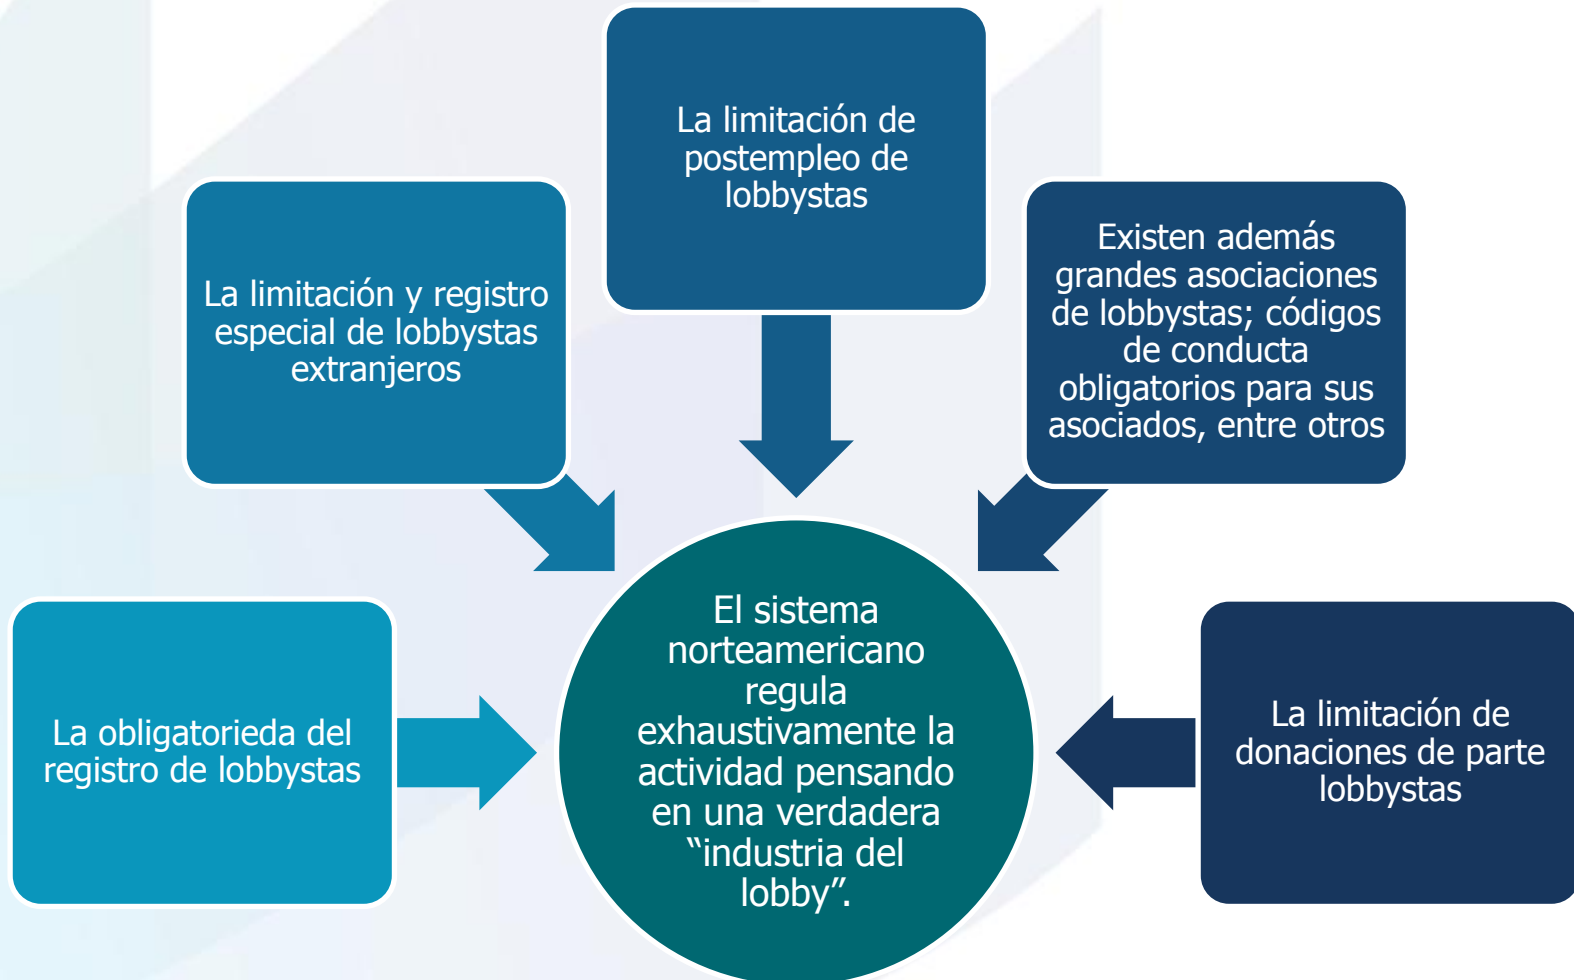 La limitación de
postempleo de
lobbystas
La limitación y registro
especial de lobbystas
extranjeros
Existen además
grandes asociaciones
de lobbystas; códigos
de conducta
obligatorios para sus
asociados, entre otros
La obligatorieda del
registro de lobbystas
El sistema
norteamericano
regula
exhaustivamente la
actividad pensando
en una verdadera
“industria del
lobby”.
La limitación de
donaciones de parte
lobbystas